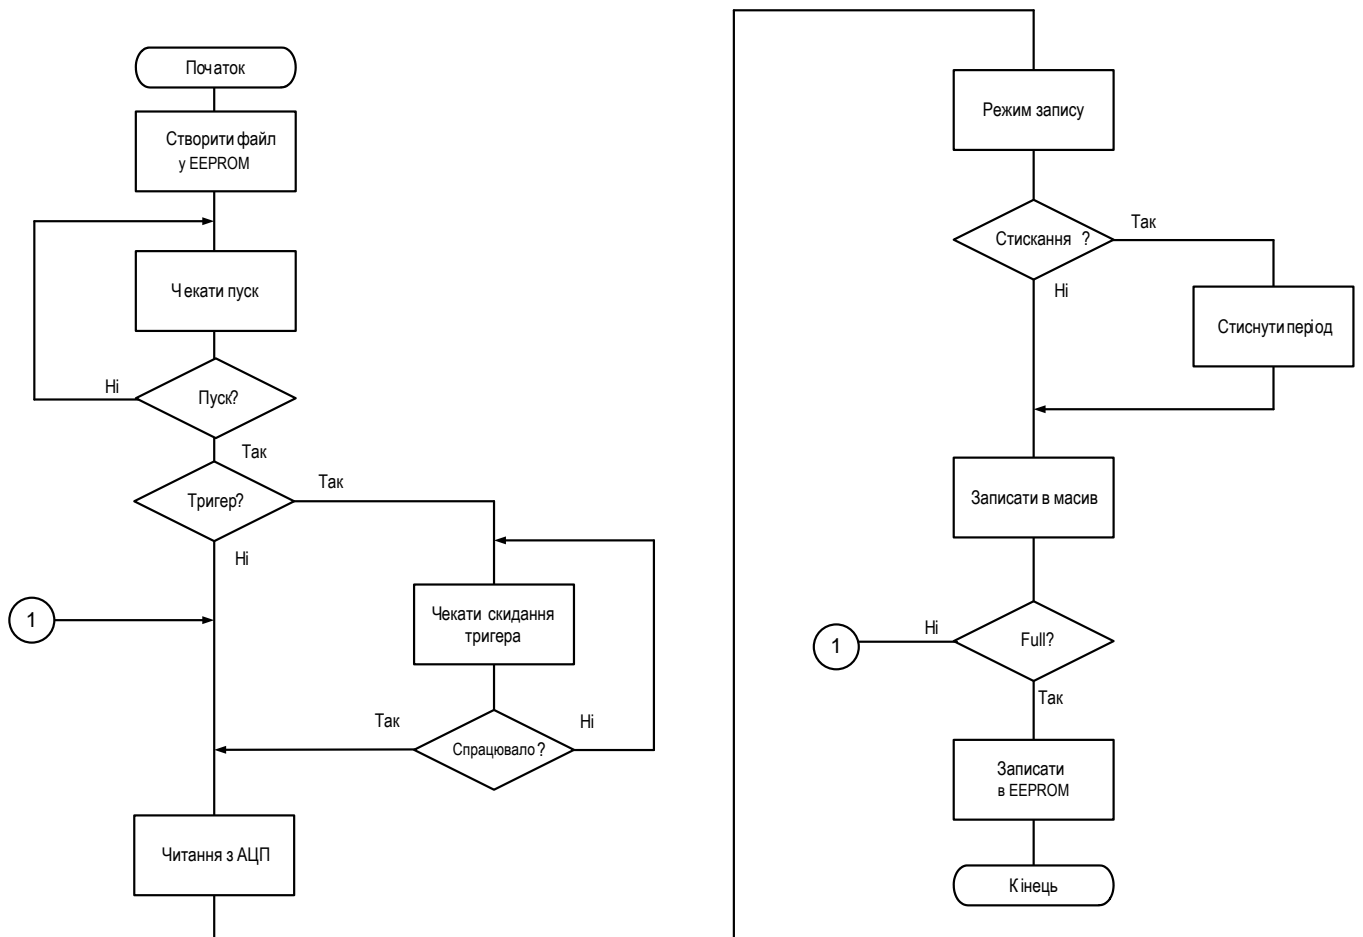 Початок
Створити файл
у EEPROM
Чекати пуск
Ні
Пуск?
Так
Тригер?
Так
Ні
1
Чекати скидання
тригера
Так
Ні
Спрацювало ?
Читання з АЦП
Режим запису
Так
Стискання ?
Ні
Стиснути період
Записати в масив
Ні
1
Full?
Так
Записати
в EEPROM
Кінець